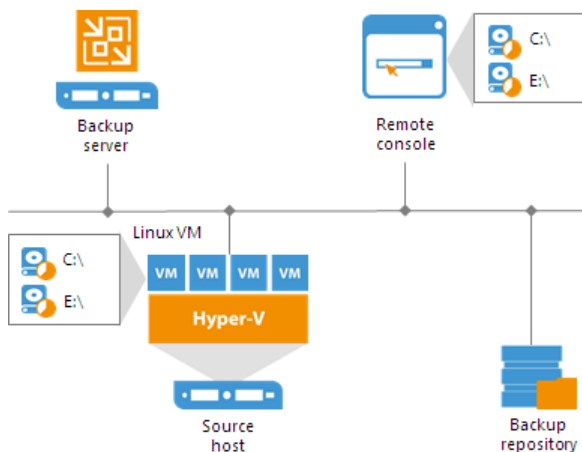 C:\
E:\
Backup
server
Remote
console
Linux VM
C:\
E:\
VM VM VM VM
Hyper-V
Source
host
Backup
repository